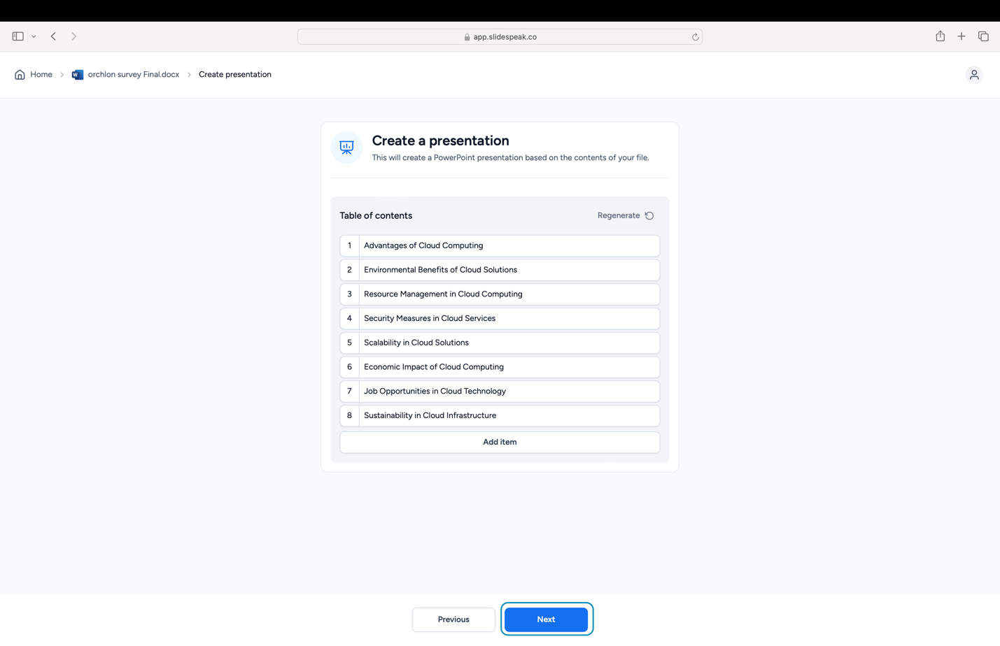 app.slidespeak.co
Home orchlon survey Final.docx Create presentation
Create a presentation
This will create a PowerPoint presentation based on the contents of your file.
Table of contents Regenerate
1 Advantages of Cloud Computing
2 Environmental Benefits of Cloud Solutions
3 Resource Management in Cloud Computing
4 Security Measures in Cloud Services
5 Scalability in Cloud Solutions
6 Economic Impact of Cloud Computing
7 Job Opportunities in Cloud Technology
8 Sustainability in Cloud Infrastructure
Add item
Previous Next